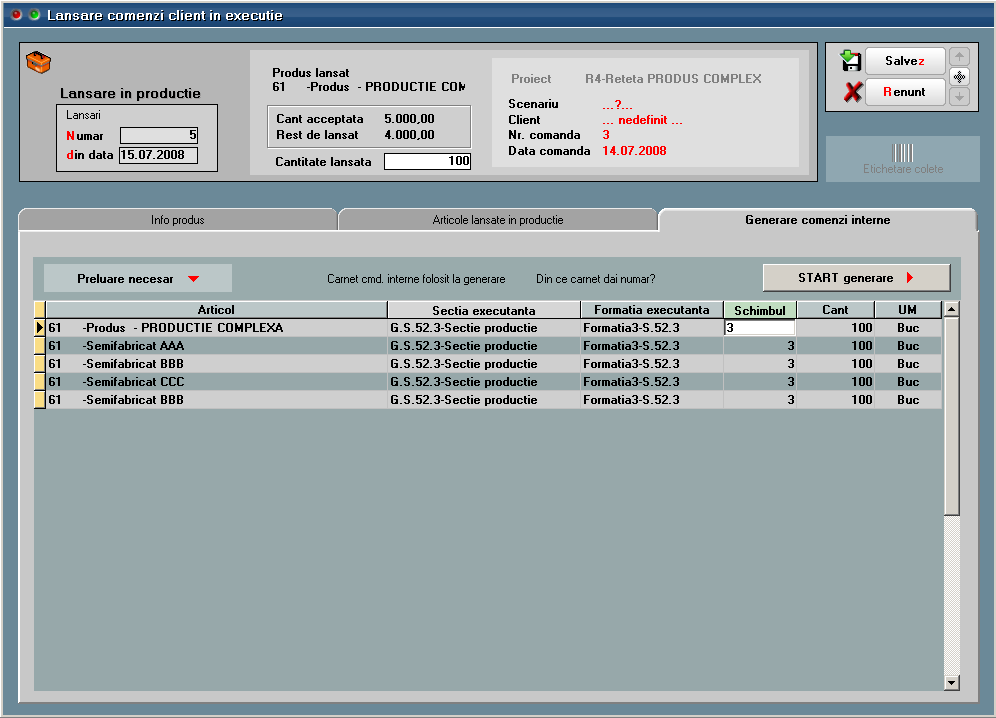 Lansare comenzi client in executie
Lansare in productie
Lansari
Numar 5
din data 15.07.2008
Produs lansat
61 -Produs - PRODUCTIE COM
Cant acceptata 5.000,00
Rest de lansat 4.000,00
Cantitate lansata 100
Proiect R4-Reteta PRODUS COMPLEX
Scenariu ...?...
Client ... nedefinit ...
Nr. comanda 3
Data comanda 14.07.2008
Salvez
Renunt
Etichetare colete
Info produs Articole lansate in productie Generare comenzi interne
Preluare necesar Carnet cmd. interne folosit la generare Din ce carnet dai numar? START generare
Articol Sectia executanta Formatia executanta Schimbul Cant UM
61 -Produs - PRODUCTIE COMPLEXA G.S.52.3-Sectie productie Formatia3-S.52.3 3 100 Buc
61 -Semifabricat AAA G.S.52.3-Sectie productie Formatia3-S.52.3 3 100 Buc
61 -Semifabricat BBB G.S.52.3-Sectie productie Formatia3-S.52.3 3 100 Buc
61 -Semifabricat CCC G.S.52.3-Sectie productie Formatia3-S.52.3 3 100 Buc
61 -Semifabricat BBB G.S.52.3-Sectie productie Formatia3-S.52.3 3 100 Buc